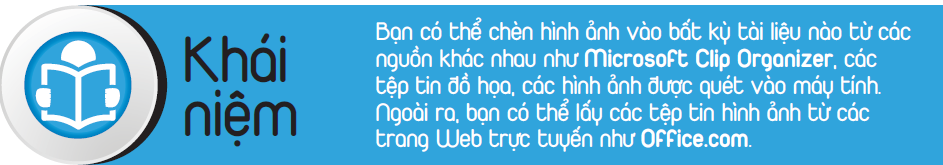 Khái
niệm
Bạn có thể chèn hình ảnh vào bất kỳ tài liệu nào từ các
nguồn khác nhau như Microsoft Clip Organizer, các
tệp tin đồ họa, các hình ảnh được quét vào máy tính.
Ngoài ra, bạn có thể lấy các tệp tin hình ảnh từ các
trang Web trực tuyến như Office.com.